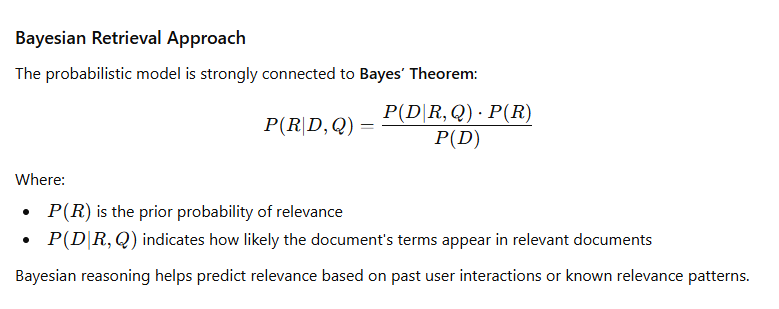 Bayesian Retrieval Approach
The probabilistic model is strongly connected to Bayes' Theorem:
P(R|D, Q) = P(D|R, Q) · P(R) / P(D)
Where:
• P(R) is the prior probability of relevance
• P(D|R, Q) indicates how likely the document's terms appear in relevant documents
Bayesian reasoning helps predict relevance based on past user interactions or known relevance patterns.